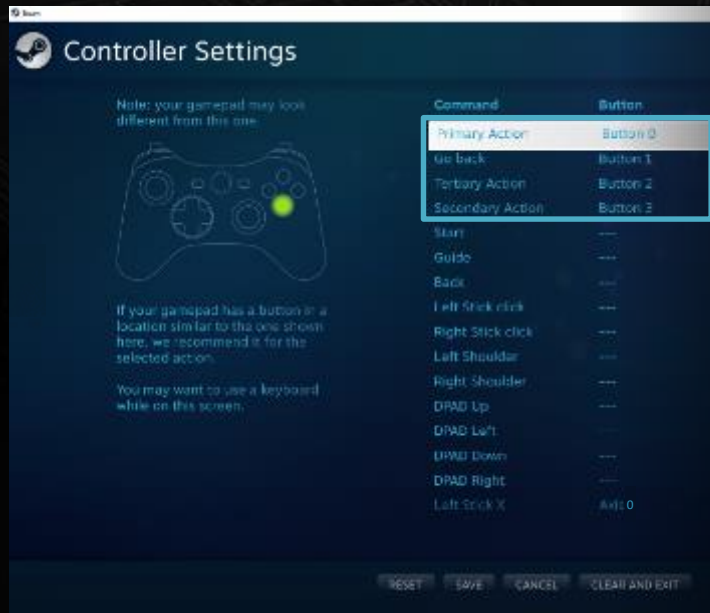 Steam
Controller Settings
Note: your gamepad may look
different from this one.
If your gamepad has a button in a
location similar to the one shown
here, we recommend it for the
selected action.
You may want to use a keyboard
while on this screen.
Command Button
Primary Action Button 0
Go back Button 1
Tertiary Action Button 2
Secondary Action Button 3
Start ---
Guide ---
Back ---
Left Stick click ---
Right Stick click ---
Left Shoulder ---
Right Shoulder ---
DPAD Up ---
DPAD Left
DPAD Down ---
DPAD Right ---
Left Stick X Axis 0
RESET SAVE CANCEL CLEAR AND EXIT